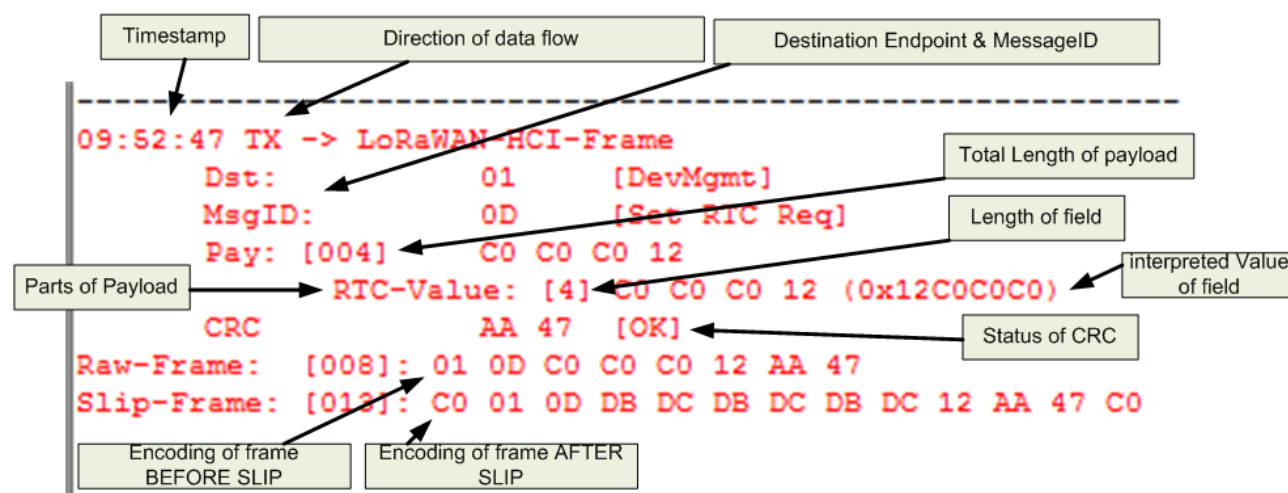 Timestamp
Direction of data flow
Destination Endpoint & MessageID
--------------------------------------------------------------------
09:52:47 TX -> LoRaWAN-HCI-Frame
Total Length of payload
Dst: 01 [DevMgmt]
MsgID: 0D [Set RTC Req]
Length of field
Pay: [004] C0 C0 C0 12
Parts of Payload
RTC-Value: [4] C0 C0 C0 12 (0x12C0C0C0)
interpreted Value
of field
CRC AA 47 [OK]
Status of CRC
Raw-Frame: [008]: 01 0D C0 C0 C0 12 AA 47
Slip-Frame: [013]: C0 01 0D DB DC DB DC DB DC 12 AA 47 C0
Encoding of frame
BEFORE SLIP
Encoding of frame AFTER
SLIP